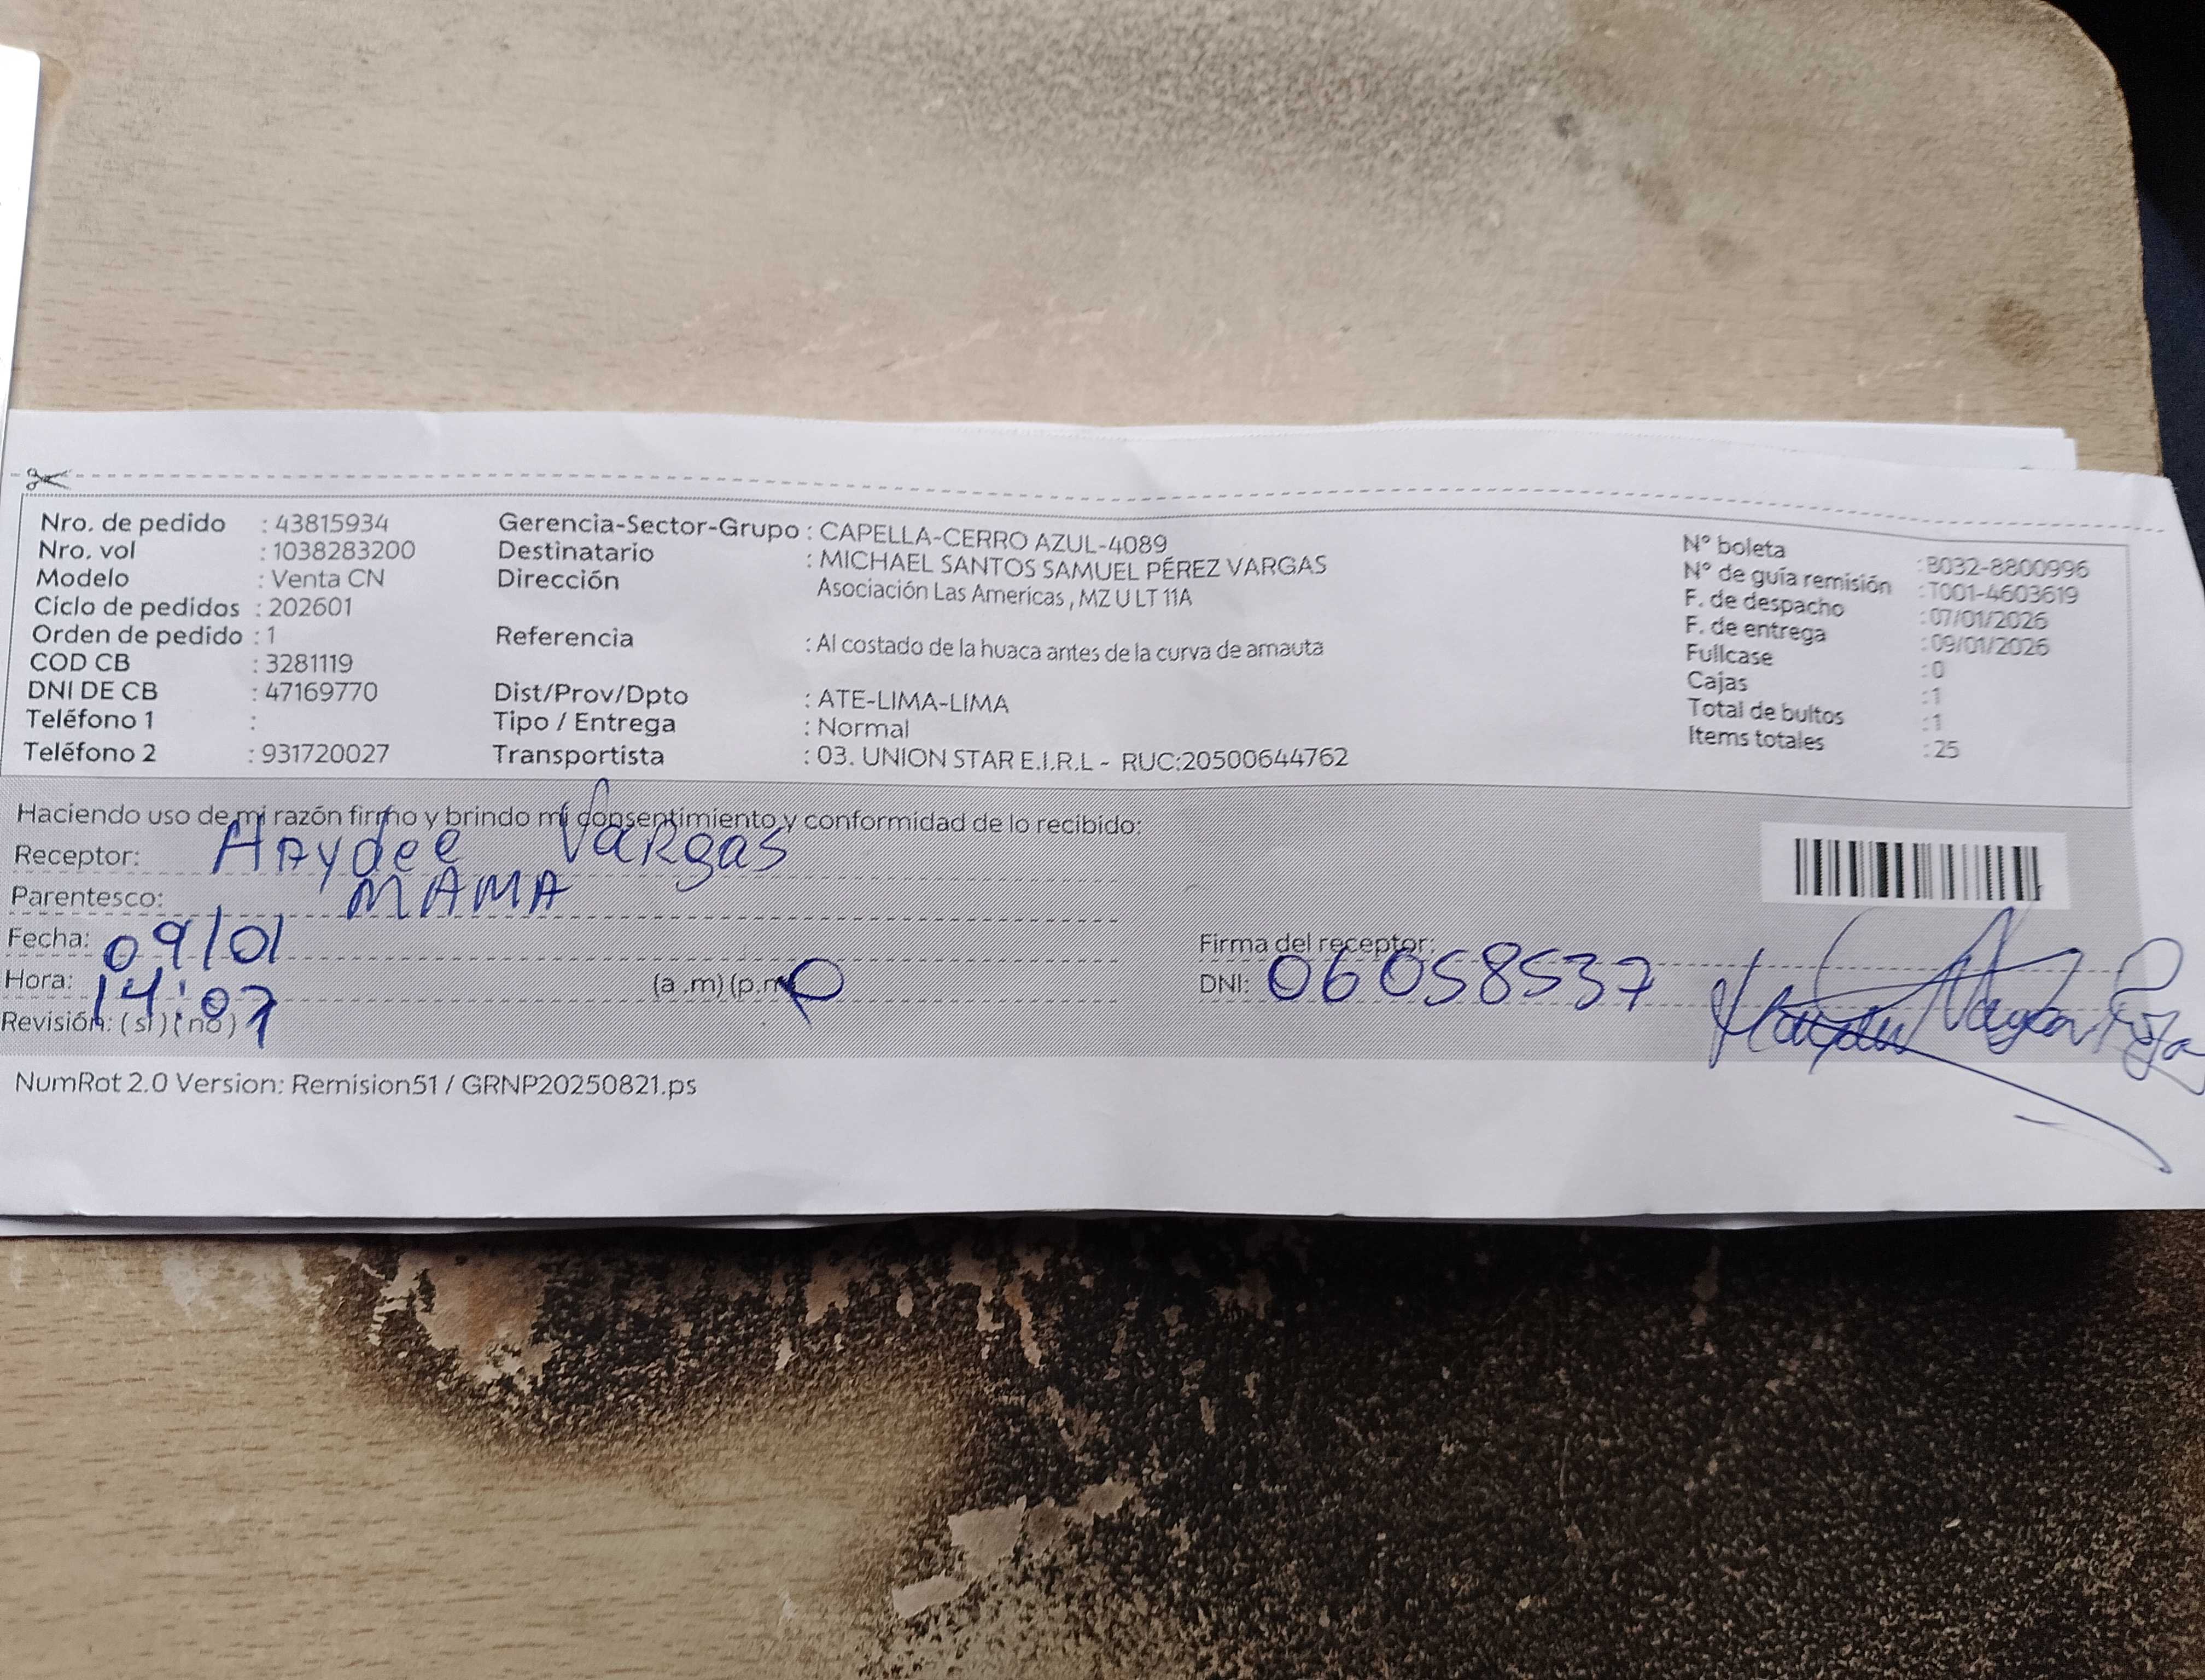 Nro. de pedido : 43815934
Nro. vol : 1038283200
Modelo : Venta CN
Ciclo de pedidos : 202601
Orden de pedido : 1
COD CB : 3281119
DNI DE CB : 47169770
Teléfono 1 :
Teléfono 2 : 931720027
Gerencia-Sector-Grupo : CAPELLA-CERRO AZUL-4089
Destinatario : MICHAEL SANTOS SAMUEL PÉREZ VARGAS
Dirección Asociación Las Americas , MZ U LT 11A
Referencia : Al costado de la huaca antes de la curva de amauta
Dist/Prov/Dpto : ATE-LIMA-LIMA
Tipo / Entrega : Normal
Transportista : 03. UNION STAR E.I.R.L - RUC:20500644762
N° boleta : B032-8800996
N° de guía remisión : T001-4603619
F. de despacho : 07/01/2026
F. de entrega : 09/01/2026
Fullcase : 0
Cajas : 1
Total de bultos : 1
Items totales : 25
Haciendo uso de mi razón firmo y brindo mi consentimiento y conformidad de lo recibido:
Receptor: HAydee Vargas
Parentesco: MAMA
Fecha: 09/01
Hora: 14:07 (a .m) (p.m
Revisión: ( si ) ( no )
Firma del receptor:
DNI: 06058537
NumRot 2.0 Version: Remision51 / GRNP20250821.ps